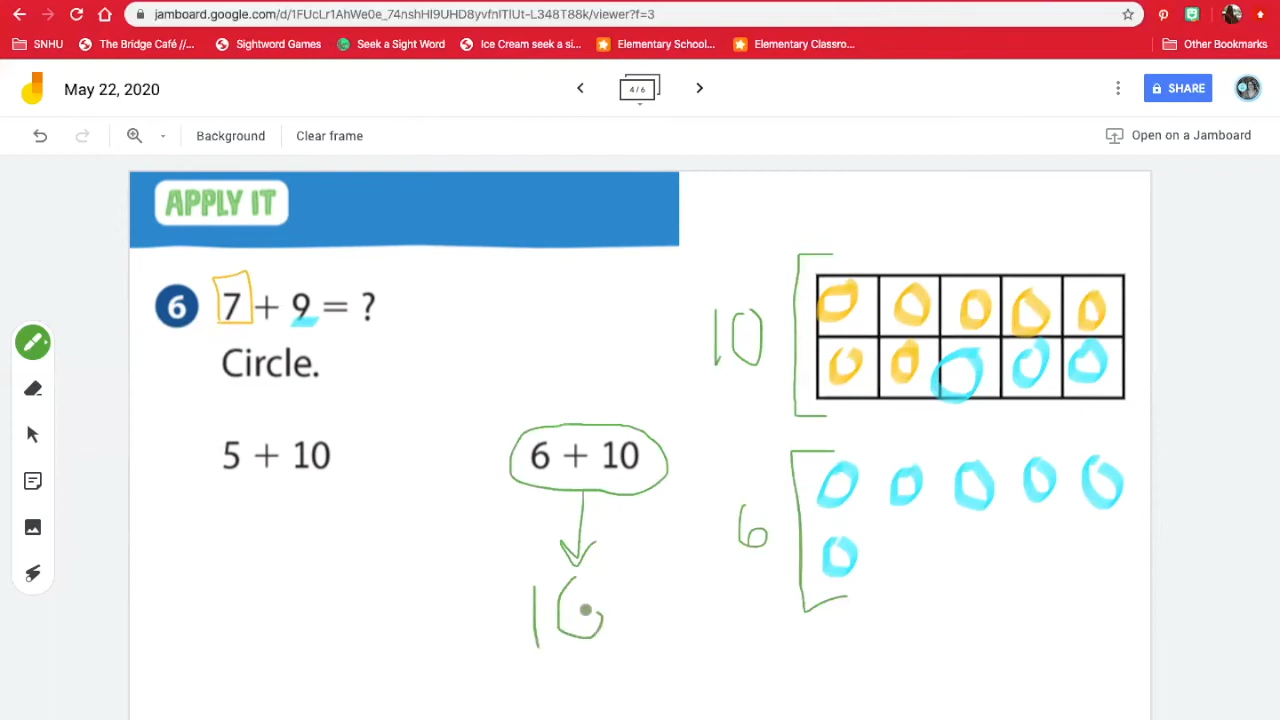 jamboard.google.com/d/1FUcLr1AhWe0e_74nshHI9UHD8yvfnITlUt-L348T88k/viewer?f=3
SNHU
The Bridge Café //...
Sightword Games
Seek a Sight Word
Ice Cream seek a si...
Elementary School...
Elementary Classro...
Other Bookmarks
May 22, 2020
4 / 6
SHARE
Background
Clear frame
Open on a Jamboard
APPLY IT
6 7 + 9 = ?
Circle.
5 + 10
6 + 10
16
10
6